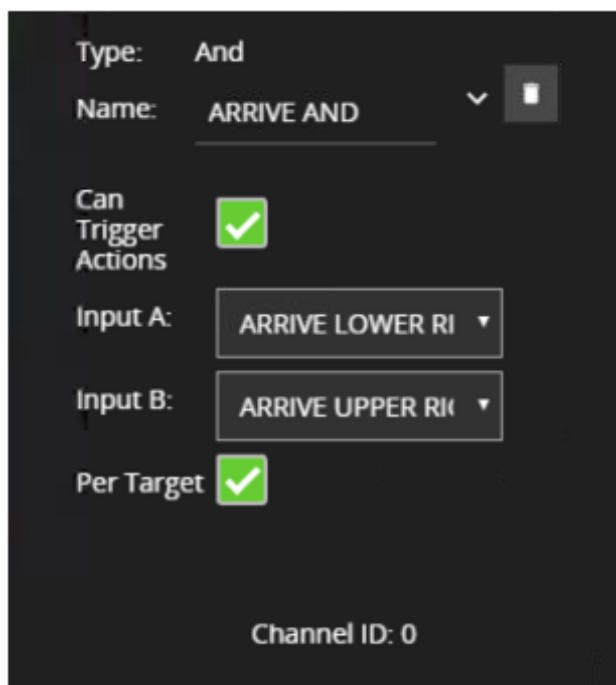 Type: And
Name: ARRIVE AND
Can
Trigger
Actions
Input A: ARRIVE LOWER RI
Input B: ARRIVE UPPER RI
Per Target
Channel ID: 0